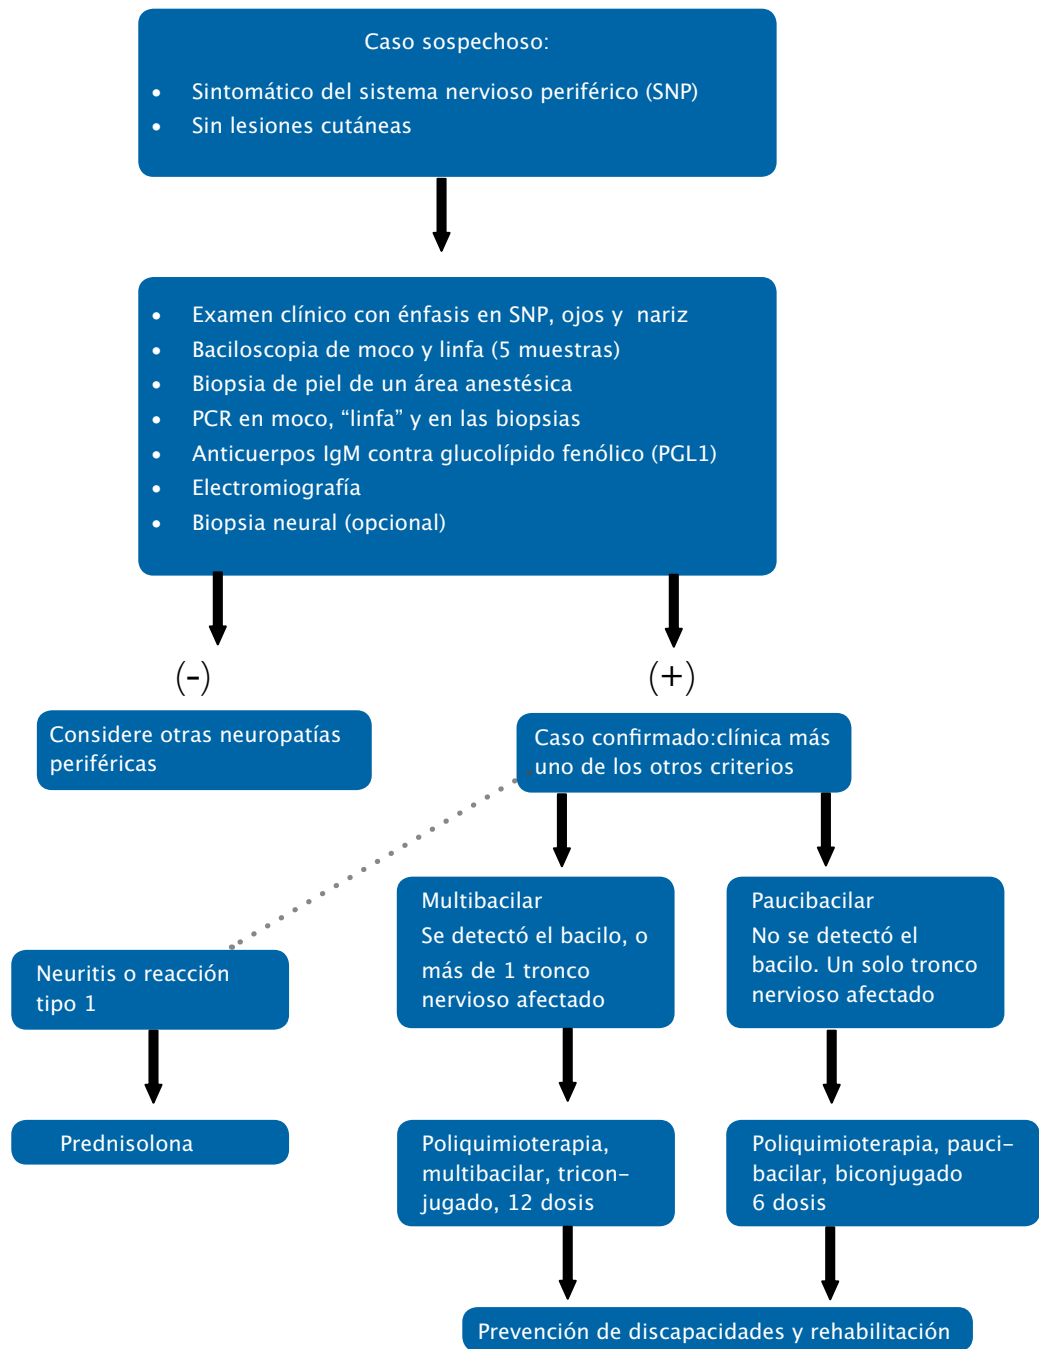 Caso sospechoso:
• Sintomático del sistema nervioso periférico (SNP)
• Sin lesiones cutáneas
• Examen clínico con énfasis en SNP, ojos y nariz
• Baciloscopia de moco y linfa (5 muestras)
• Biopsia de piel de un área anestésica
• PCR en moco, “linfa” y en las biopsias
• Anticuerpos IgM contra glucolípido fenólico (PGL1)
• Electromiografía
• Biopsia neural (opcional)
(-)
(+)
Considere otras neuropatías
periféricas
Caso confirmado:clínica más
uno de los otros criterios
Multibacilar
Se detectó el bacilo, o
más de 1 tronco
nervioso afectado
Paucibacilar
No se detectó el
bacilo. Un solo tronco
nervioso afectado
Neuritis o reacción
tipo 1
Prednisolona
Poliquimioterapia,
multibacilar, tricon-
jugado, 12 dosis
Poliquimioterapia, pauci-
bacilar, biconjugado
6 dosis
Prevención de discapacidades y rehabilitación